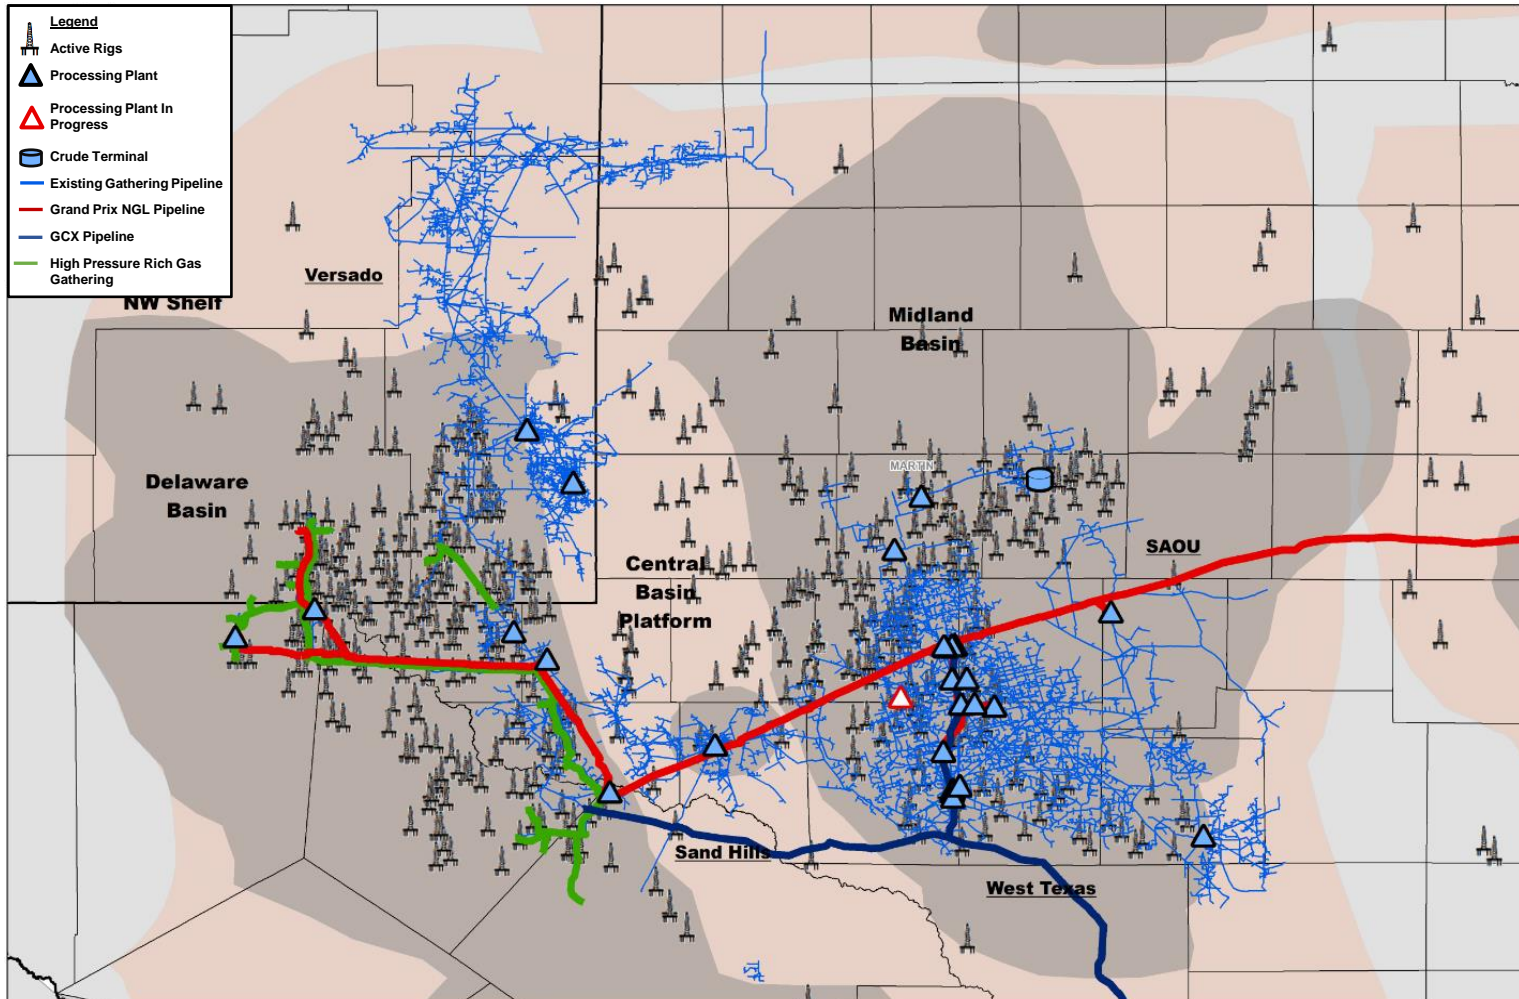 Legend
Active Rigs
Processing Plant
Processing Plant In
Progress
Crude Terminal
Existing Gathering Pipeline
Grand Prix NGL Pipeline
GCX Pipeline
High Pressure Rich Gas
Gathering
NW Shelf
Versado
Midland
Basin
Delaware
Basin
MARTIN
SAOU
Central
Basin
Platform
Sand Hills
West Texas